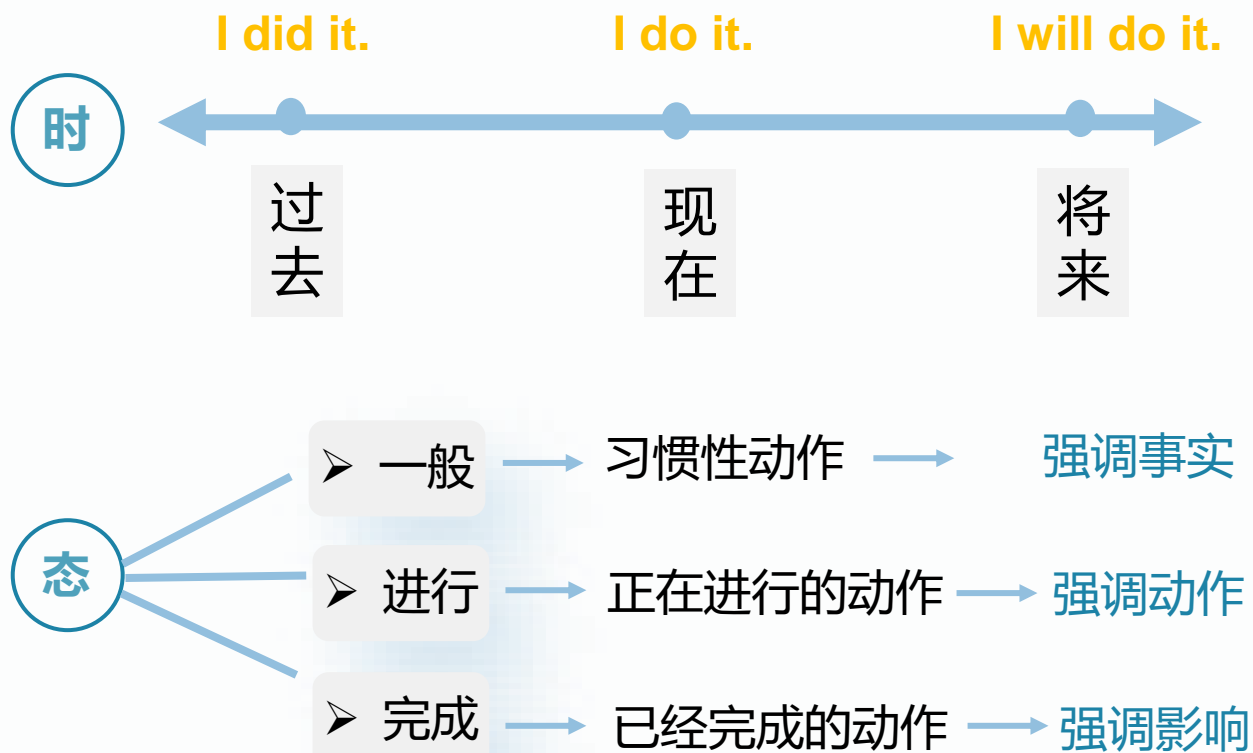 I did it. I do it. I will do it.
时
过去 现在 将来
态
➢ 一般 习惯性动作 强调事实
➢ 进行 正在进行的动作 强调动作
➢ 完成 已经完成的动作 强调影响